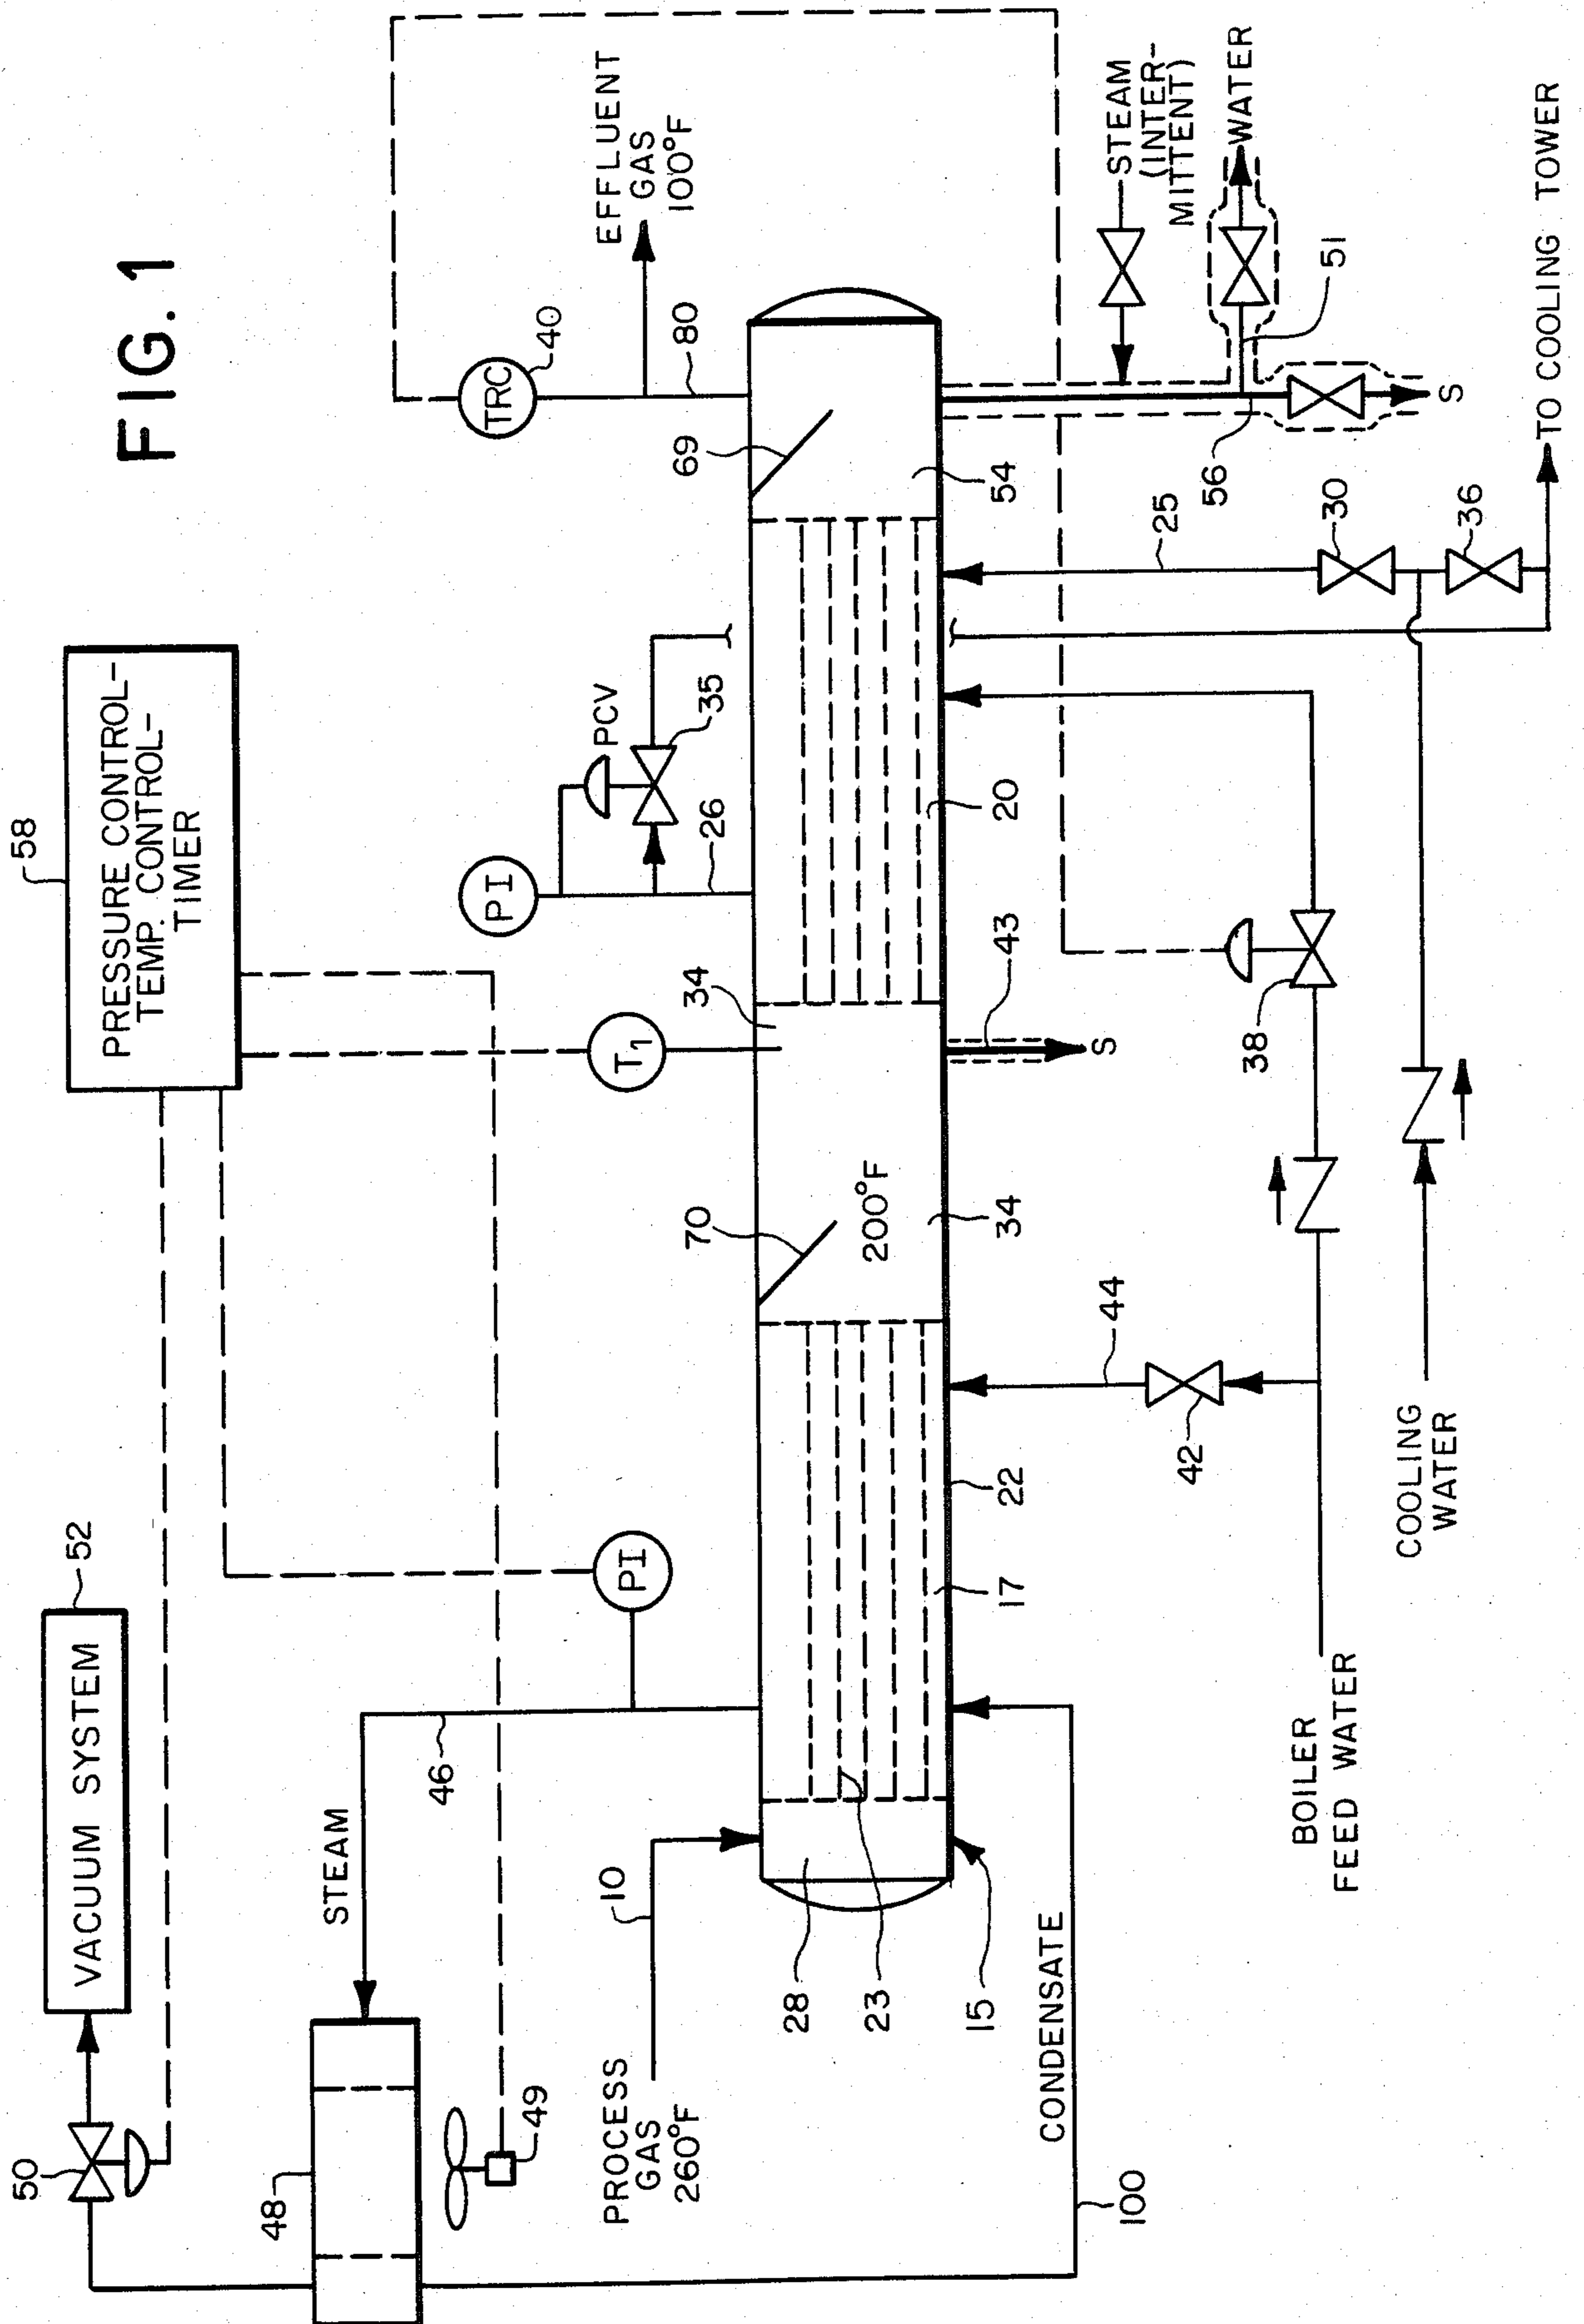 FIG. 1
58
PRESSURE CONTROL-
TEMP. CONTROL-
TIMER
52
VACUUM SYSTEM
50
48
STEAM
46
49
PI
T1
34
PI
26
PCV
35
TRC
40
EFFLUENT
GAS
100°F
80
69
54
PROCESS
GAS
260°F
10
28
23
15
17
22
70
200°F
34
43
S
20
25
56
51
STEAM
(INTER-
MITTENT)
WATER
S
30
36
TO COOLING TOWER
38
44
42
CONDENSATE
100
BOILER
FEED WATER
COOLING
WATER